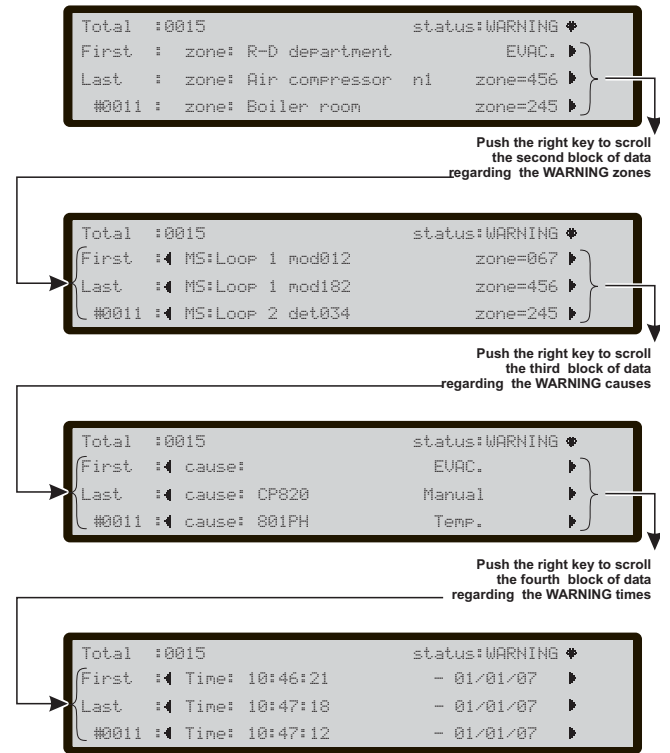 Total :0015 status:WARNING
First : zone: R-D department EVAC.
Last : zone: Air compressor n1 zone=456
#0011 : zone: Boiler room zone=245
Push the right key to scroll
the second block of data
regarding the WARNING zones
Total :0015 status:WARNING
First : MS:Loop 1 mod012 zone=067
Last : MS:Loop 1 mod182 zone=456
#0011 : MS:Loop 2 det034 zone=245
Push the right key to scroll
the third block of data
regarding the WARNING causes
Total :0015 status:WARNING
First : cause: EVAC.
Last : cause: CP820 Manual
#0011 : cause: 801PH Temp.
Push the right key to scroll
the fourth block of data
regarding the WARNING times
Total :0015 status:WARNING
First : Time: 10:46:21 - 01/01/07
Last : Time: 10:47:18 - 01/01/07
#0011 : Time: 10:47:12 - 01/01/07